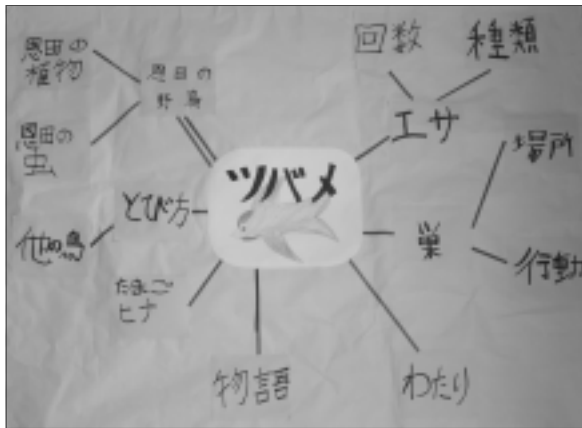 恩田の
植物
恩田の
野鳥
恩田の
虫
とび方
他の鳥
たまご
ヒナ
物語
わたり
巣
場所
行動
エサ
回数
種類
ツバメ